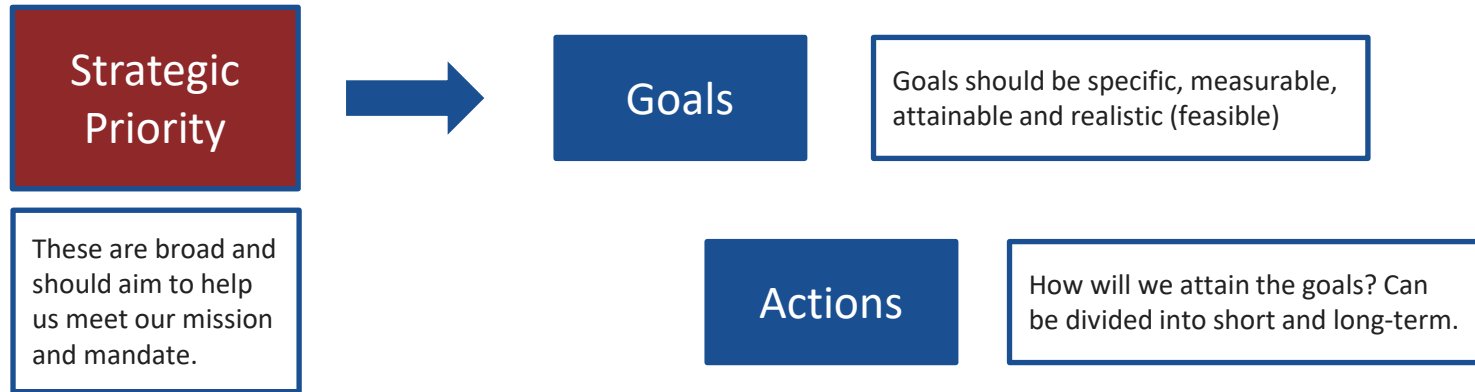 Strategic
Priority
These are broad and
should aim to help
us meet our mission
and mandate.
Goals
Goals should be specific, measurable,
attainable and realistic (feasible)
Actions
How will we attain the goals? Can
be divided into short and long-term.